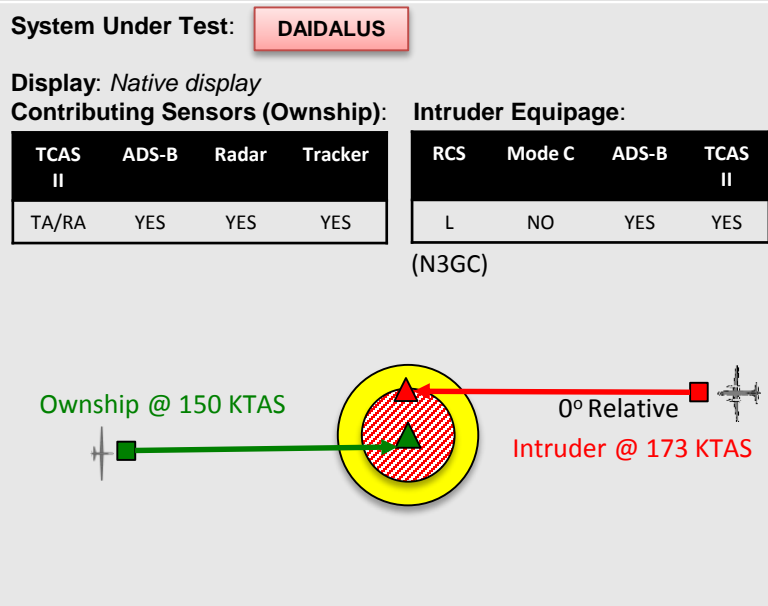 System Under Test: DAIDALUS
Display: Native display
Contributing Sensors (Ownship): Intruder Equipage:
TCAS II ADS-B Radar Tracker
TA/RA YES YES YES
RCS Mode C ADS-B TCAS II
L NO YES YES
(N3GC)
Ownship @ 150 KTAS
0º Relative
Intruder @ 173 KTAS